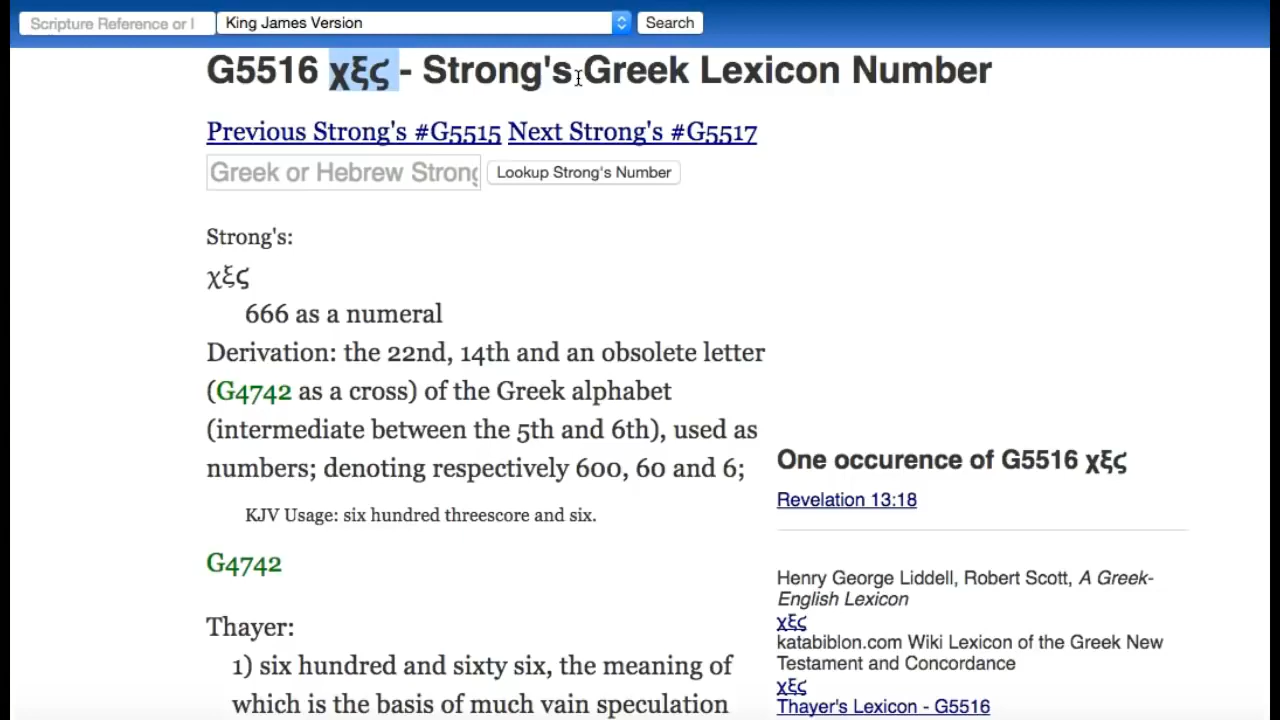 Scripture Reference or I King James Version Search
G5516 χξϛ - Strong's Greek Lexicon Number
Previous Strong's #G5515 Next Strong's #G5517
Greek or Hebrew Strong Lookup Strong's Number
Strong's:
χξϛ
666 as a numeral
Derivation: the 22nd, 14th and an obsolete letter
(G4742 as a cross) of the Greek alphabet
(intermediate between the 5th and 6th), used as
numbers; denoting respectively 600, 60 and 6;
KJV Usage: six hundred threescore and six.
G4742
Thayer:
1) six hundred and sixty six, the meaning of
which is the basis of much vain speculation
One occurence of G5516 χξϛ
Revelation 13:18
Henry George Liddell, Robert Scott, A Greek-
English Lexicon
χξϛ
katabiblon.com Wiki Lexicon of the Greek New
Testament and Concordance
χξϛ
Thayer's Lexicon - G5516